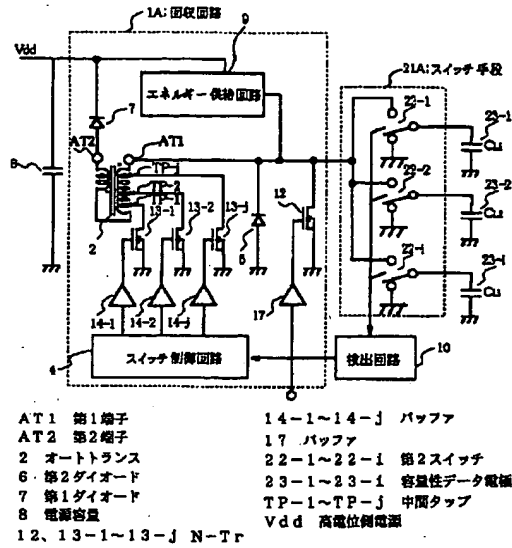 1A:回収回路
9
Vdd
エネルギー供給回路
21A:スイッチ手段
7
22-1
23-1
AT2
AT1
CLi
8
TP-j
TP-2
TP-1
22-2
23-2
12
13-1
13-2
13-j
CLi
2
6
22-i
23-i
CLi
14-1
14-2
14-j
17
スイッチ制御回路
検出回路
4
10
AT1 第1端子
AT2 第2端子
2 オートトランス
6 第2ダイオード
7 第1ダイオード
8 電源容量
12、13-1~13-j N-Tr
14-1~14-j バッファ
17 バッファ
22-1~22-i 第2スイッチ
23-1~23-i 容量性データ電極
TP-1~TP-j 中間タップ
Vdd 高電位側電源